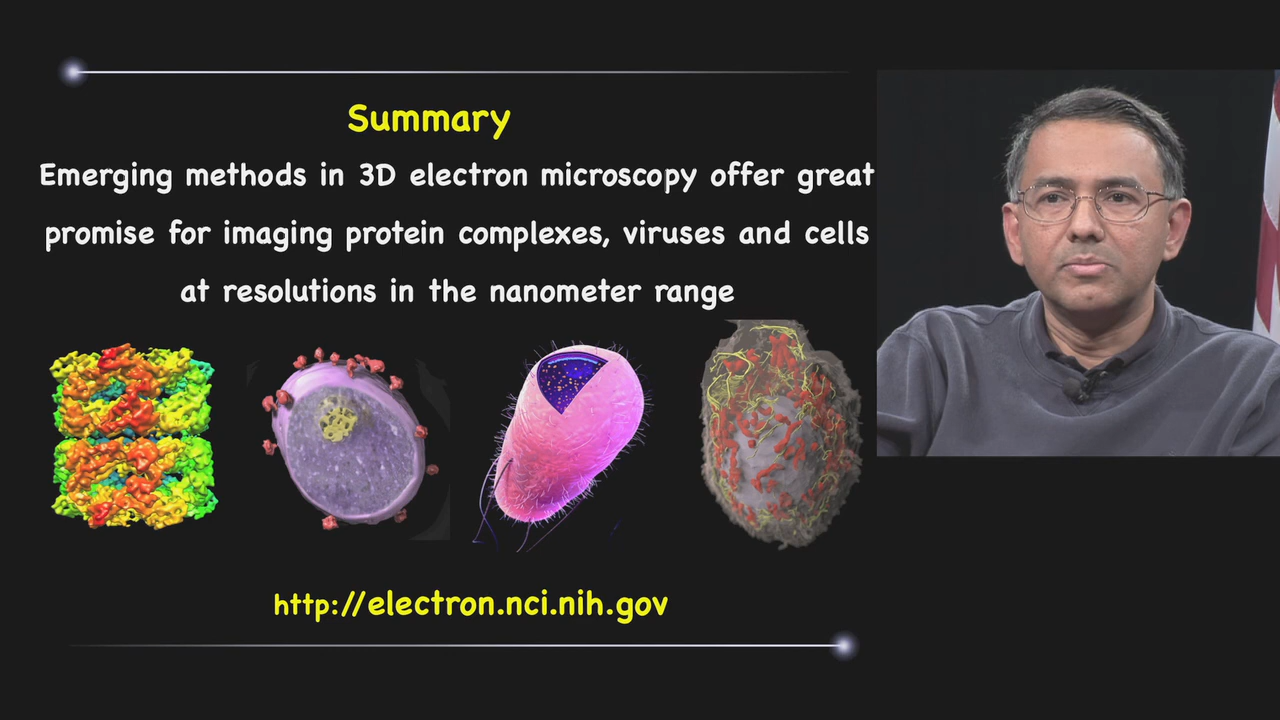 Summary
Emerging methods in 3D electron microscopy offer great
promise for imaging protein complexes, viruses and cells
at resolutions in the nanometer range
http://electron.nci.nih.gov